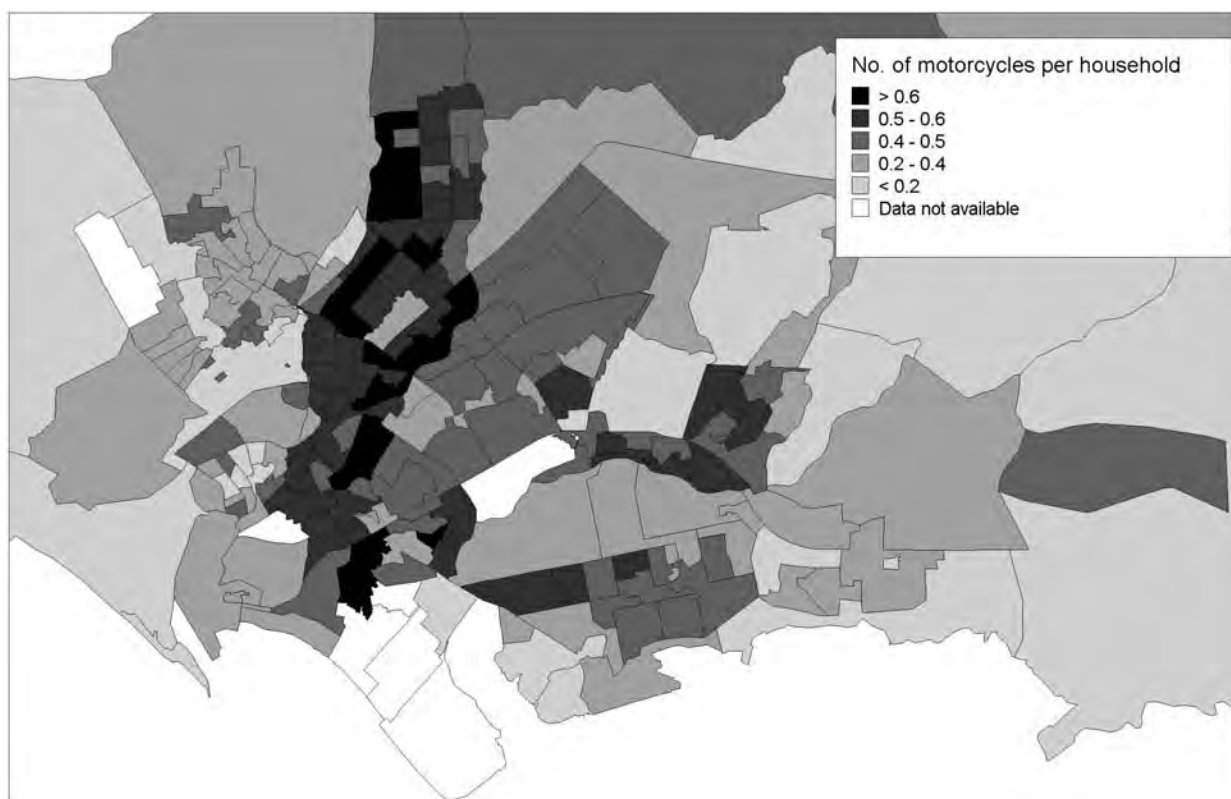 No. of motorcycles per household
> 0.6
0.5 - 0.6
0.4 - 0.5
0.2 - 0.4
< 0.2
Data not available